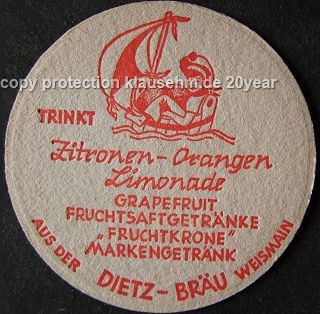 copy protection klausehm.de 20year
TRINKT
Zitronen-Orangen
Limonade
GRAPEFRUIT
FRUCHTSAFTGETRÄNKE
„FRUCHTKRONE"
MARKENGETRÄNK
AUS DER DIETZ-BRÄU WEISMAIN